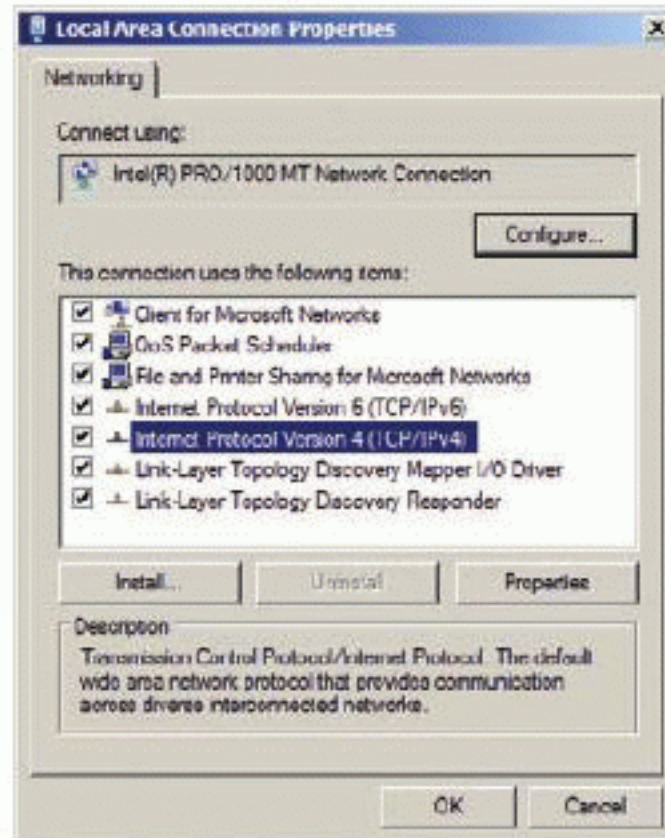 Local Area Connection Properties
Networking
Connect using:
Intel(R) PRO/1000 MT Network Connection
Configure...
This connection uses the following items:
Client for Microsoft Networks
QoS Packet Scheduler
File and Printer Sharing for Microsoft Networks
Internet Protocol Version 6 (TCP/IPv6)
Internet Protocol Version 4 (TCP/IPv4)
Link-Layer Topology Discovery Mapper I/O Driver
Link-Layer Topology Discovery Responder
Install...
Uninstall
Properties
Description
Transmission Control Protocol/Internet Protocol. The default
wide area network protocol that provides communication
across diverse interconnected networks.
OK
Cancel